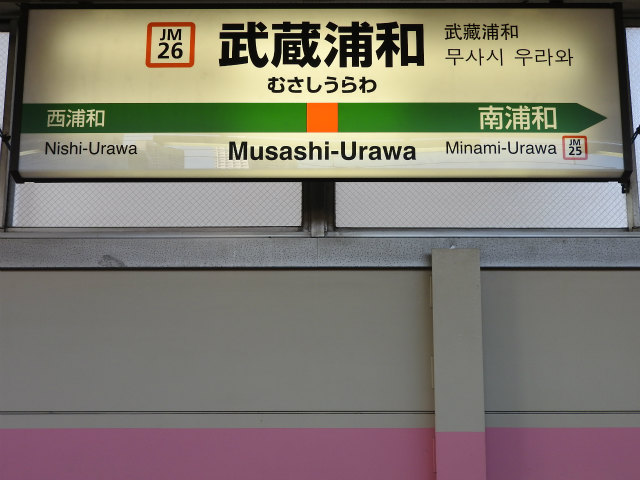 JM
26
武蔵浦和
武蔵浦和
무사시 우라와
むさしうらわ
西浦和
南浦和
Nishi-Urawa
Musashi-Urawa
Minami-Urawa
JM
25